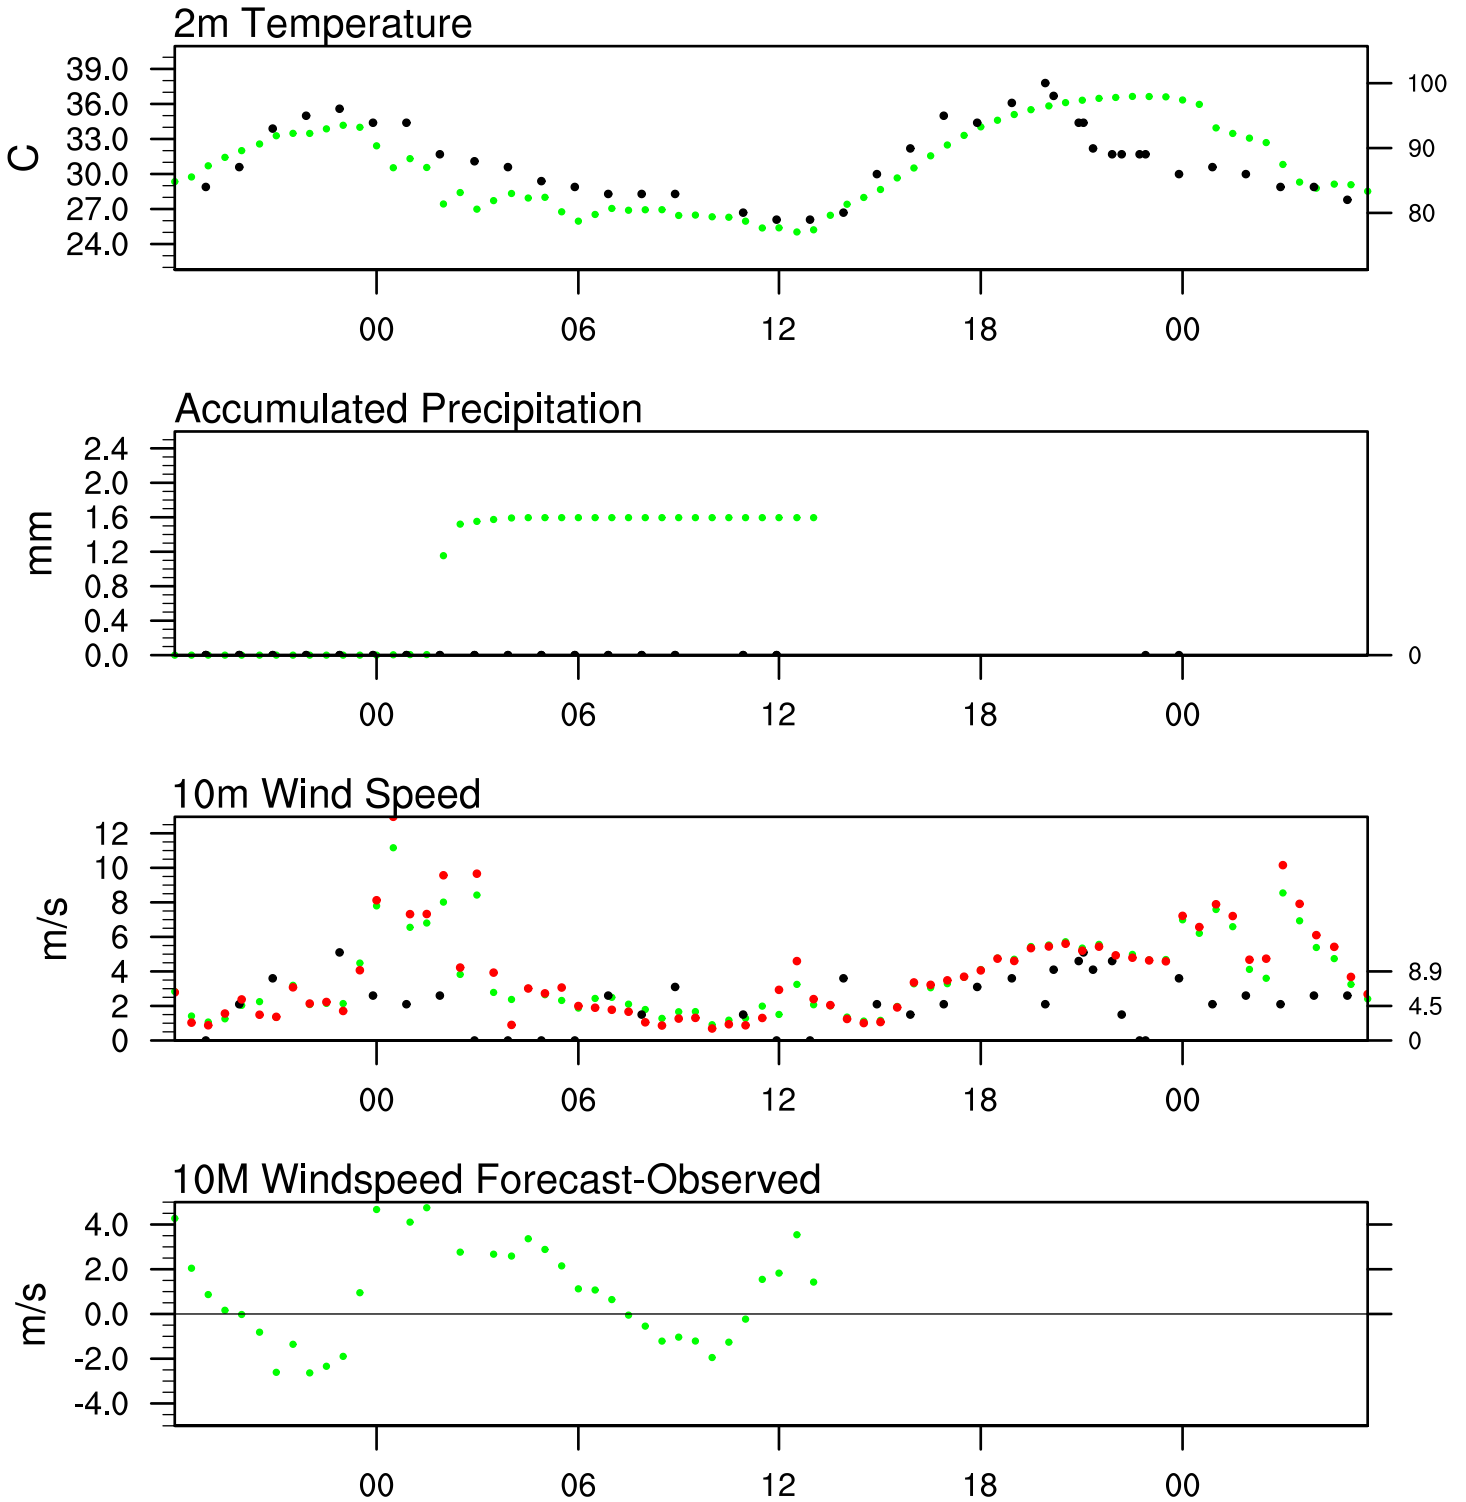 2m Temperature
39.0
36.0
33.0
30.0
27.0
24.0
C
100
90
80
00 06 12 18 00
Accumulated Precipitation
2.4
2.0
1.6
1.2
0.8
0.4
0.0
mm
0
00 06 12 18 00
10m Wind Speed
12
10
8
6
4
2
0
m/s
8.9
4.5
0
00 06 12 18 00
10M Windspeed Forecast-Observed
4.0
2.0
0.0
-2.0
-4.0
m/s
00 06 12 18 00